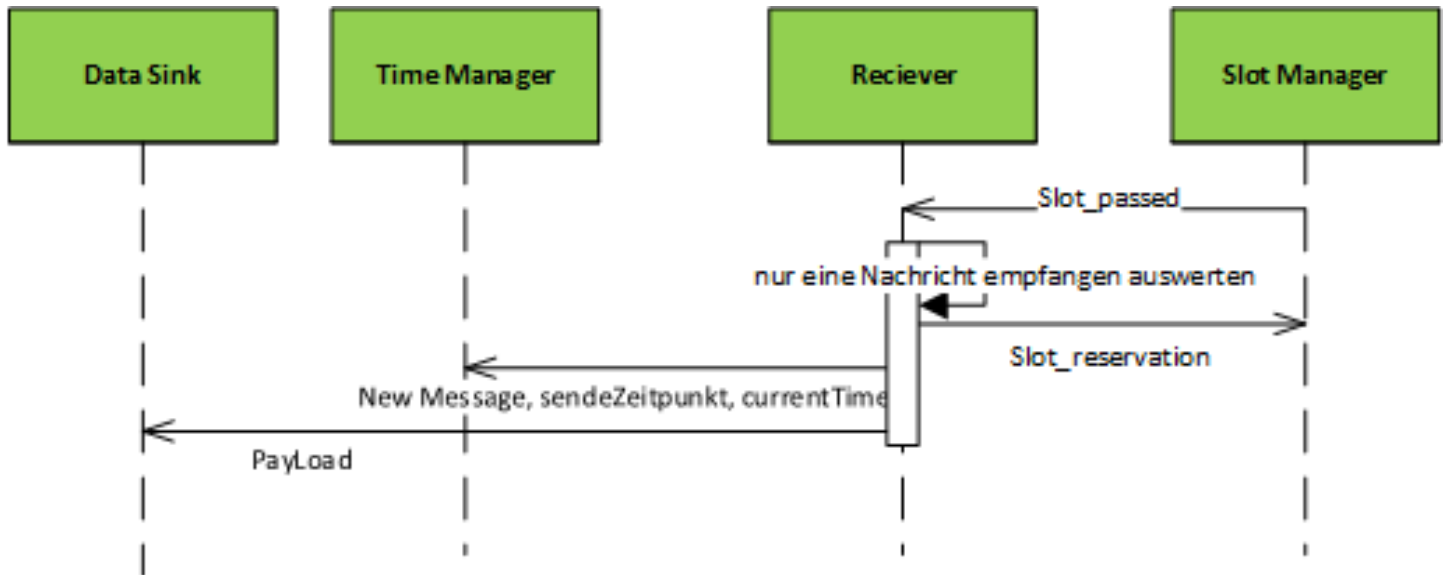 Data Sink
Time Manager
Reciever
Slot Manager
Slot_passed
nur eine Nachricht empfangen auswerten
Slot_reservation
New Message, sendeZeitpunkt, currentTime
PayLoad